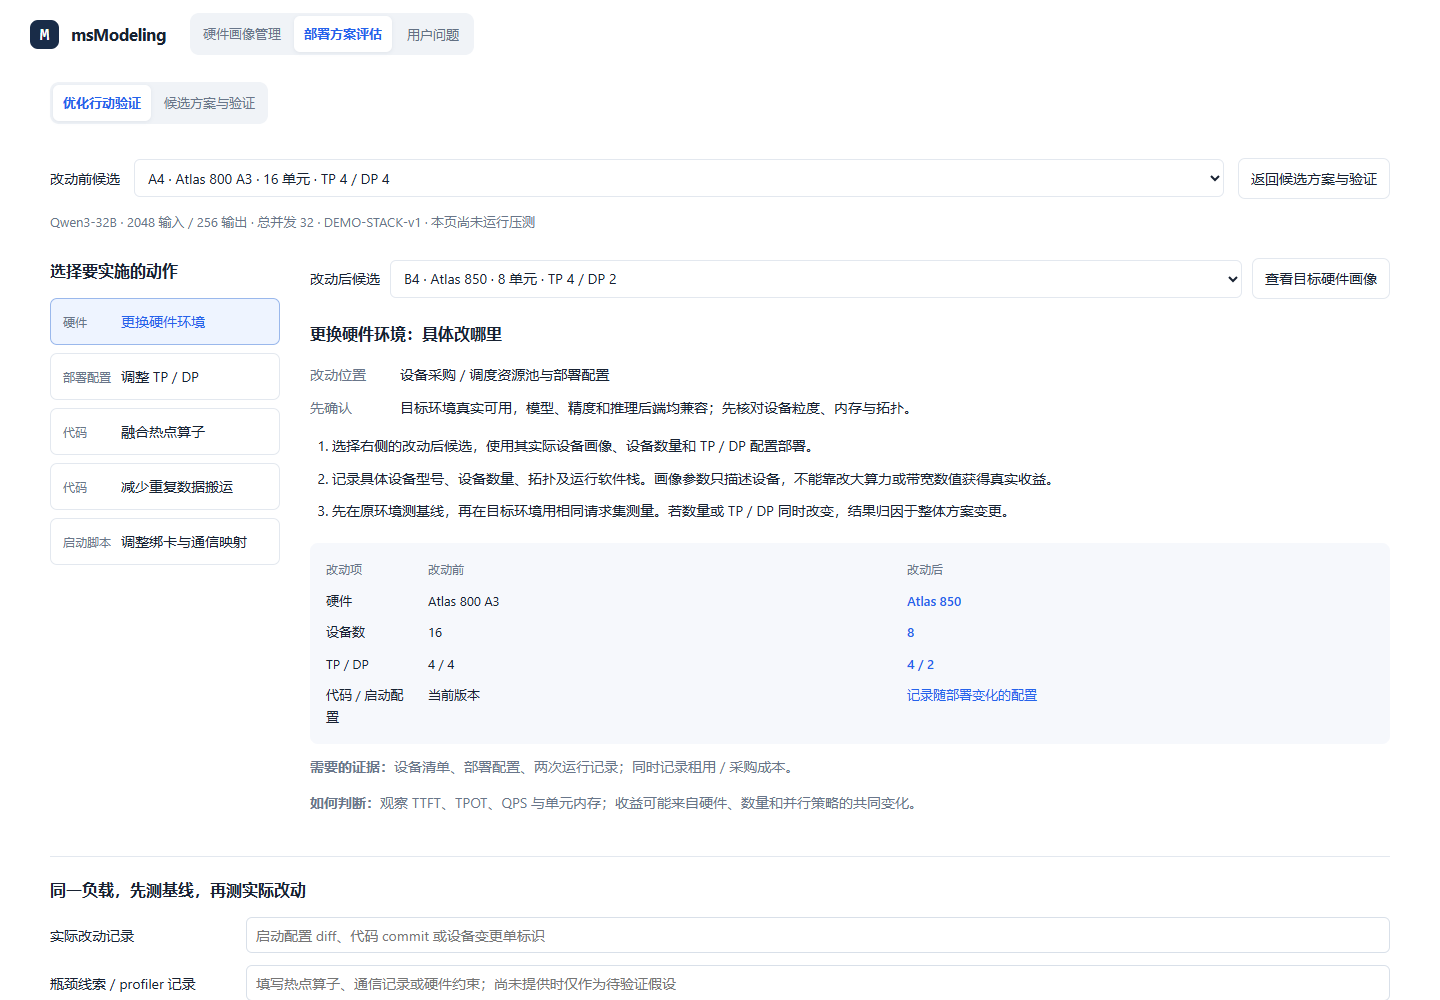 M msModeling 硬件画像管理 部署方案评估 用户问题
优化行动验证 候选方案与验证
改动前候选 A4 · Atlas 800 A3 · 16 单元 · TP 4 / DP 4 返回候选方案与验证
Qwen3-32B · 2048 输入 / 256 输出 · 总并发 32 · DEMO-STACK-v1 · 本页尚未运行压测
选择要实施的动作
硬件 更换硬件环境
部署配置 调整 TP / DP
代码 融合热点算子
代码 减少重复数据搬运
启动脚本 调整绑卡与通信映射
改动后候选 B4 · Atlas 850 · 8 单元 · TP 4 / DP 2 查看目标硬件画像
更换硬件环境：具体改哪里
改动位置 设备采购 / 调度资源池与部署配置
先确认 目标环境真实可用，模型、精度和推理后端均兼容；先核对设备粒度、内存与拓扑。
1. 选择右侧的改动后候选，使用其实际设备画像、设备数量和 TP / DP 配置部署。
2. 记录具体设备型号、设备数量、拓扑及运行软件栈。画像参数只描述设备，不能靠改大算力或带宽数值获得真实收益。
3. 先在原环境测基线，再在目标环境用相同请求集测量。若数量或 TP / DP 同时改变，结果归因于整体方案变更。
改动项 改动前 改动后
硬件 Atlas 800 A3 Atlas 850
设备数 16 8
TP / DP 4 / 4 4 / 2
代码 / 启动配 当前版本 记录随部署变化的配置
置
需要的证据：设备清单、部署配置、两次运行记录；同时记录租用 / 采购成本。
如何判断：观察 TTFT、TPOT、QPS 与单元内存；收益可能来自硬件、数量和并行策略的共同变化。
同一负载，先测基线，再测实际改动
实际改动记录 启动配置 diff、代码 commit 或设备变更单标识
瓶颈线索 / profiler 记录 填写热点算子、通信记录或硬件约束；尚未提供时仅作为待验证假设